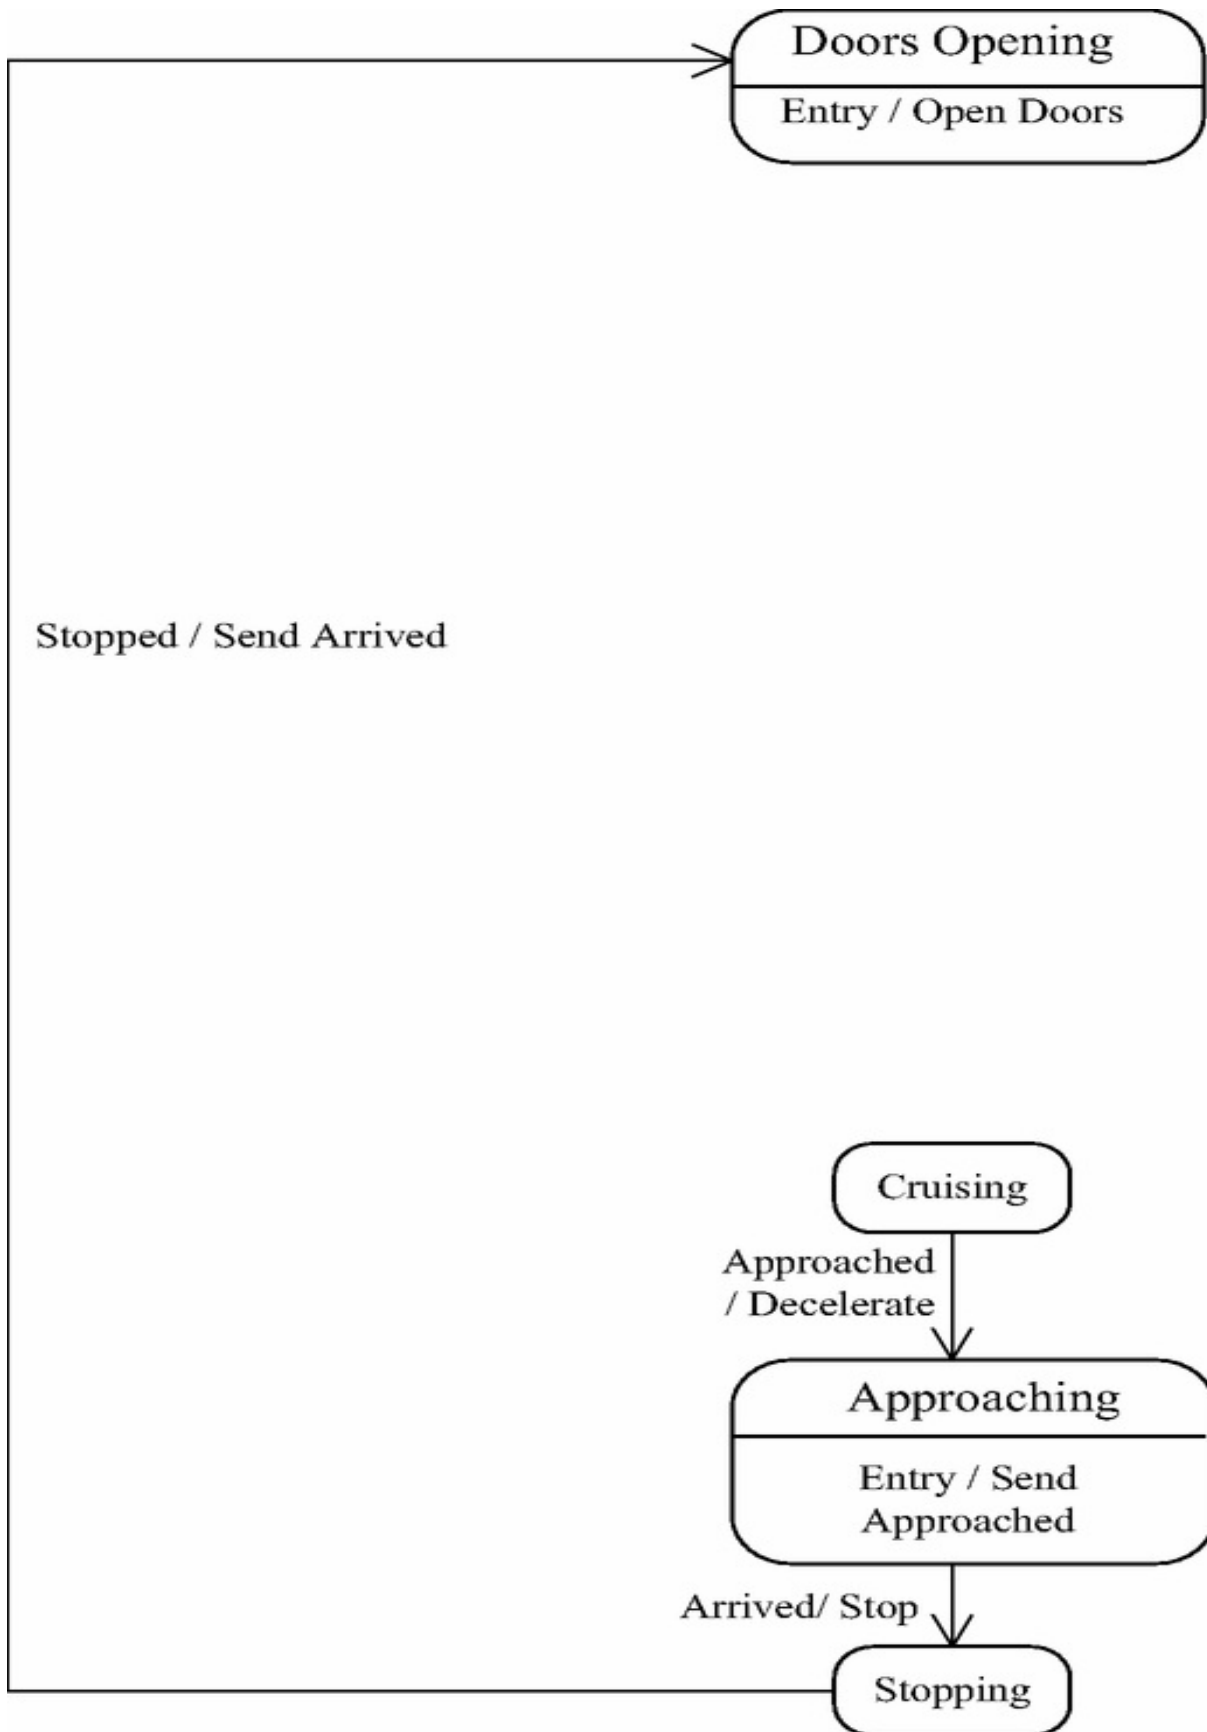 Doors Opening
Entry / Open Doors
Stopped / Send Arrived
Cruising
Approached
/ Decelerate
Approaching
Entry / Send
Approached
Arrived/ Stop
Stopping